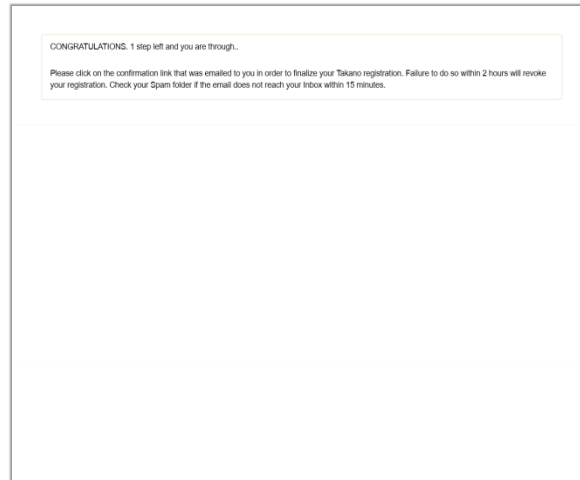 CONGRATULATIONS. 1 step left and you are through..
Please click on the confirmation link that was emailed to you in order to finalize your Takano registration. Failure to do so within 2 hours will revoke
your registration. Check your Spam folder if the email does not reach your Inbox within 15 minutes.